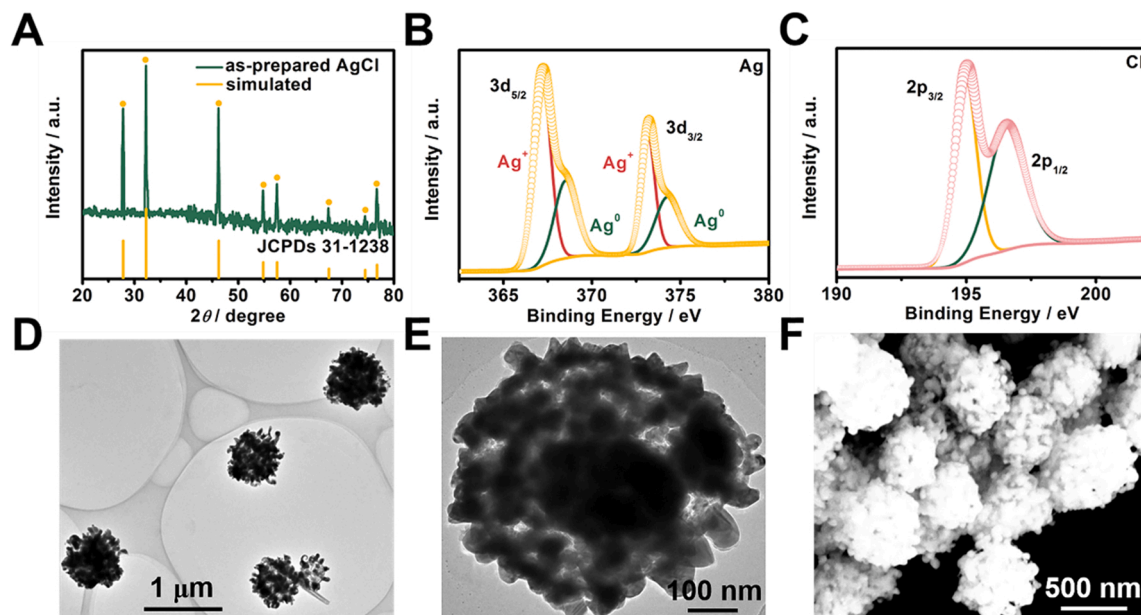 A
Intensity / a.u.
as-prepared AgCl
simulated
JCPDs 31-1238
20 30 40 50 60 70 80
2θ / degree
B
Intensity / a.u.
Ag
3d5/2
3d3/2
Ag+
Ag+
Ag0
Ag0
365 370 375 380
Binding Energy / eV
C
Intensity / a.u.
Cl
2p3/2
2p1/2
190 195 200
Binding Energy / eV
D
1 μm
E
100 nm
F
500 nm